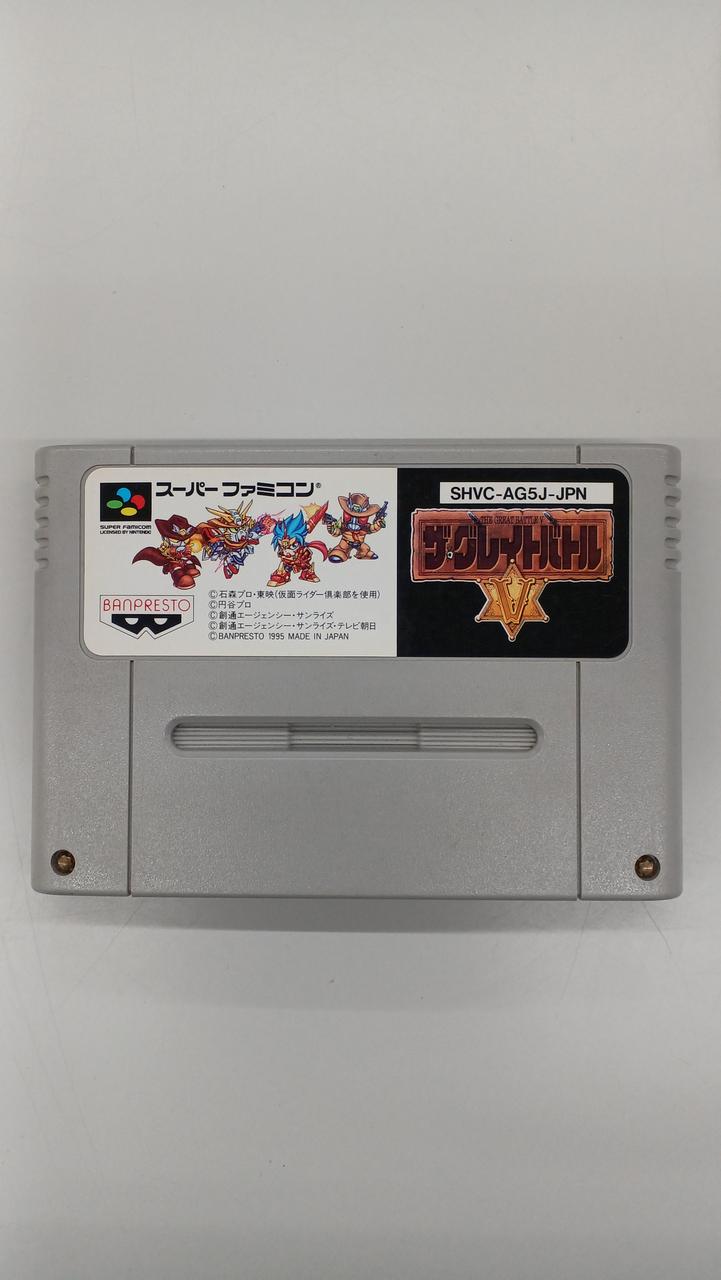 SUPER FAMICOM
LICENSED BY NINTENDO
スーパーファミコン®
BANPRESTO
©石森プロ・東映(仮面ライダー倶楽部を使用)
©円谷プロ
©創通エージェンシー・サンライズ
©創通エージェンシー・サンライズ・テレビ朝日
©BANPRESTO 1995 MADE IN JAPAN
SHVC-AG5J-JPN
THE GREAT BATTLE V
ザ・グレイトバトル
V